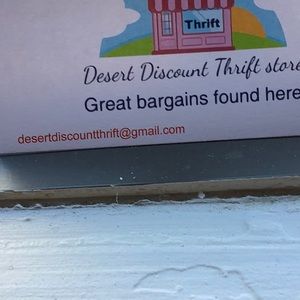 Thrift
Desert Discount Thrift store
Great bargains found here
desertdiscountthrift@gmail.com